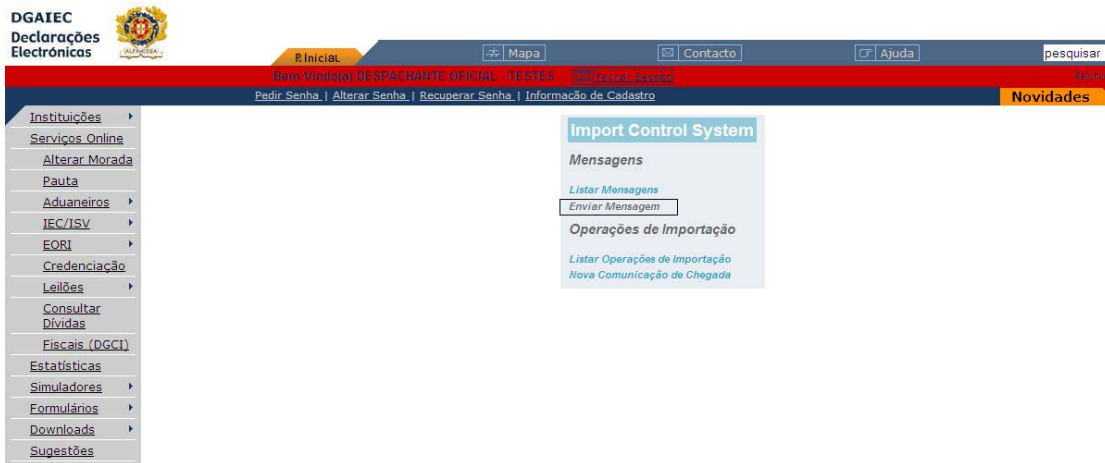 DGAIEC
Declarações
Electrónicas
P.Inicial
Mapa
Contacto
Ajuda
pesquisar
Bem Vindo(a) DESPACHANTE OFICIAL - TESTES
Fechar Sessão
Pedir Senha | Alterar Senha | Recuperar Senha | Informação de Cadastro
Novidades
Instituições
Serviços Online
Alterar Morada
Pauta
Aduaneiros
IEC/ISV
EORI
Credenciação
Leilões
Consultar
Dívidas
Fiscais (DGCI)
Estatísticas
Simuladores
Formulários
Downloads
Sugestões
Import Control System
Mensagens
Listar Mensagens
Enviar Mensagem
Operações de Importação
Listar Operações de Importação
Nova Comunicação de Chegada